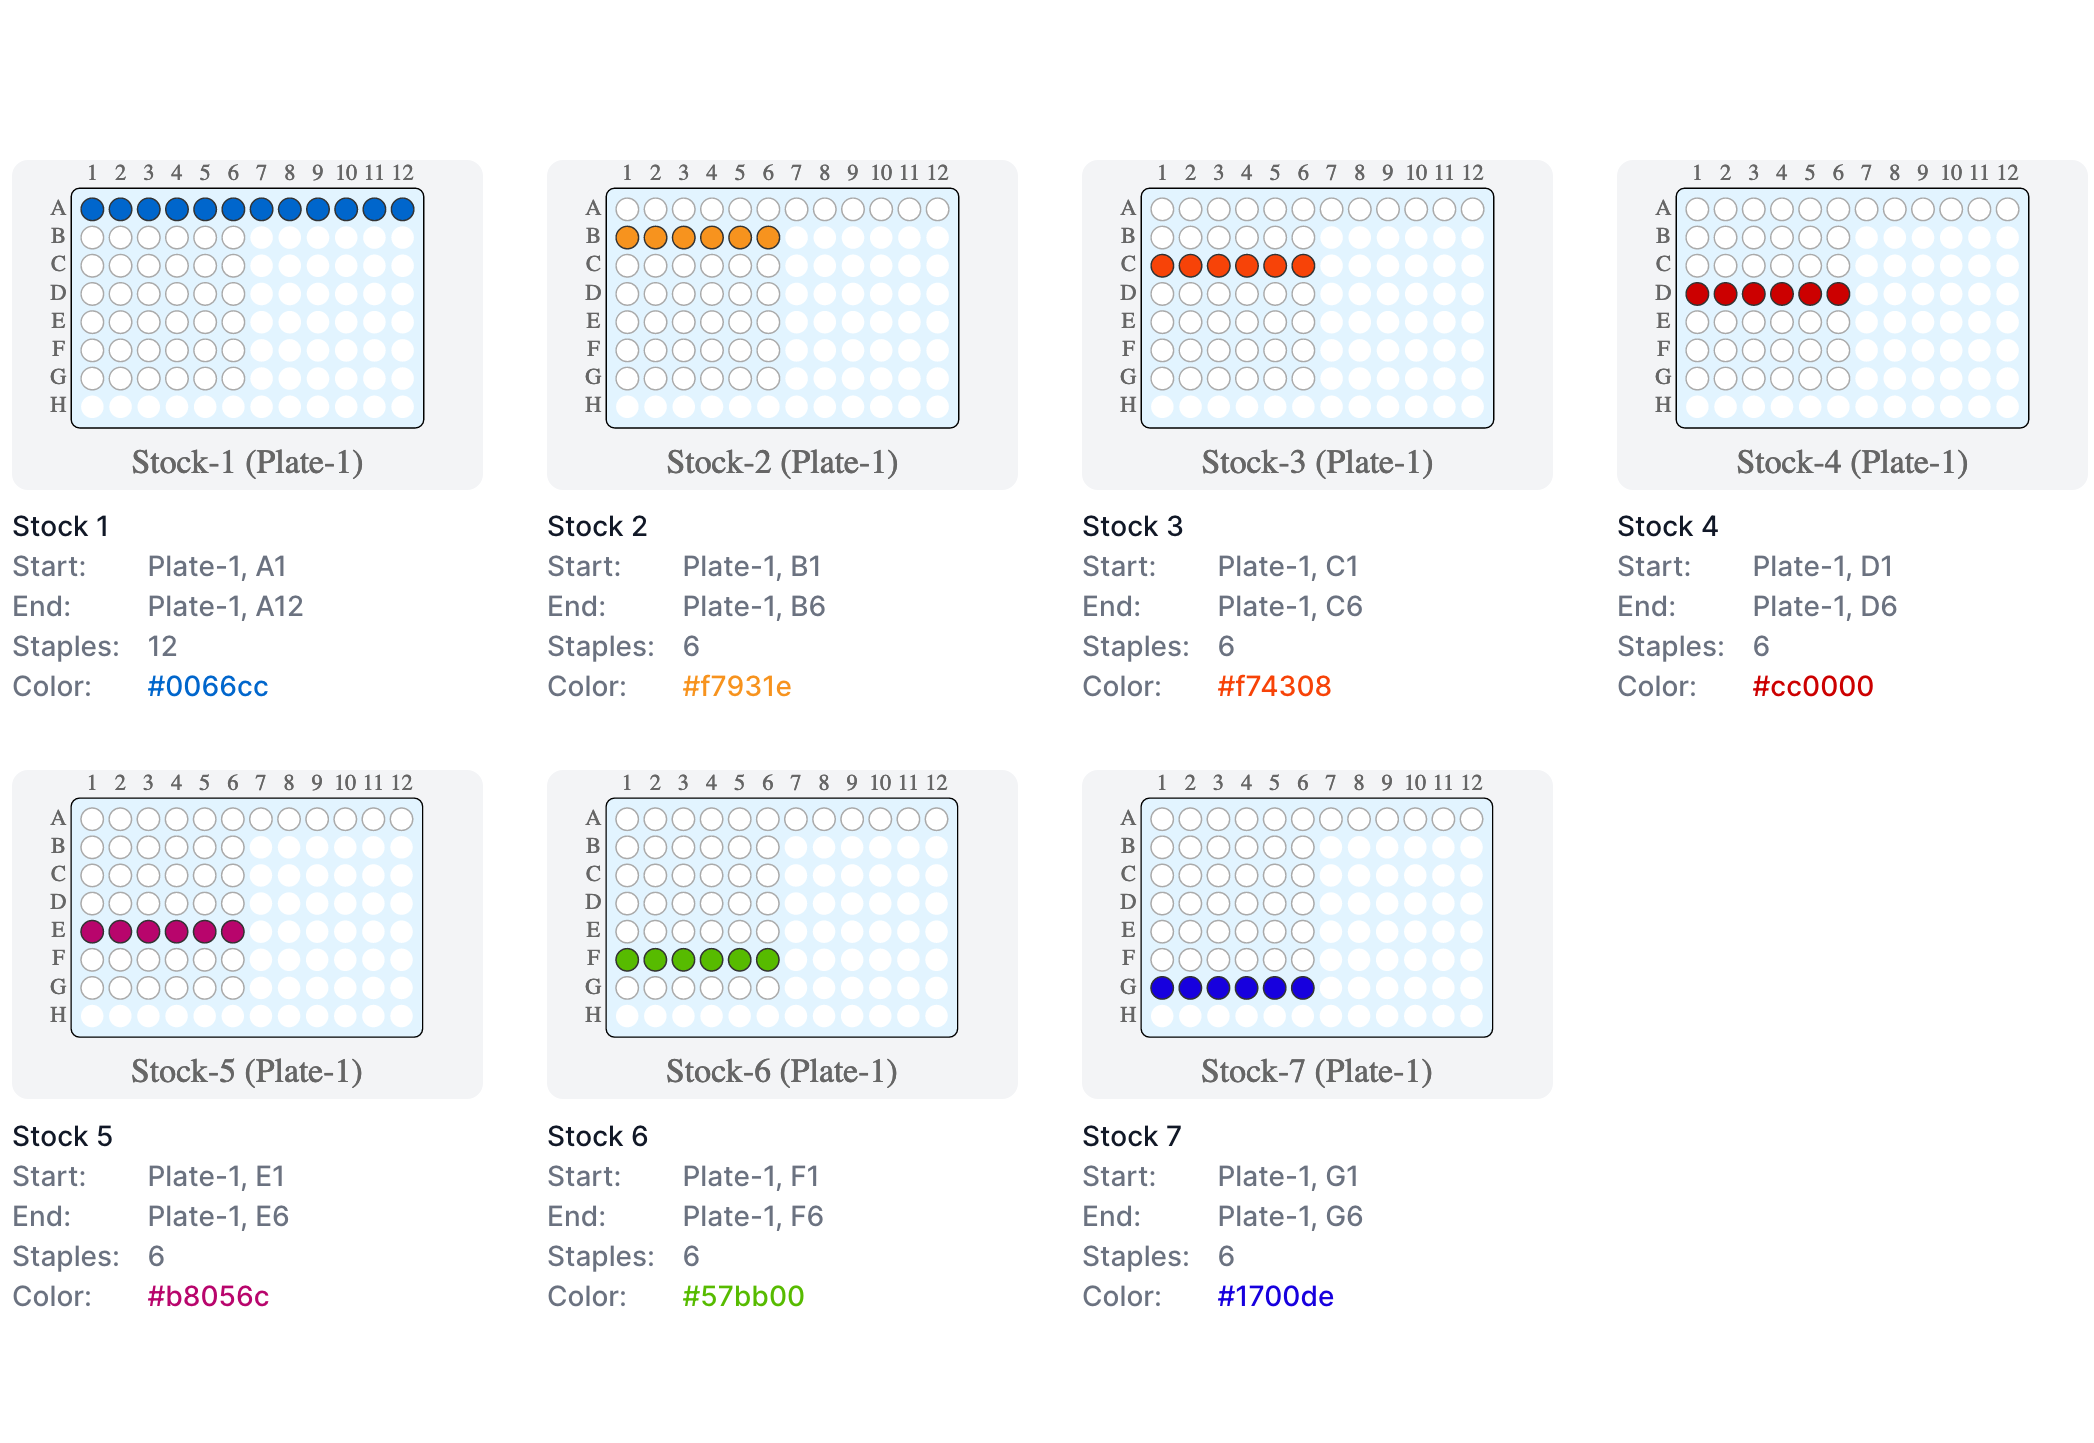 1 2 3 4 5 6 7 8 9 10 11 12
A
B
C
D
E
F
G
H
Stock-1 (Plate-1)
Stock 1
Start: Plate-1, A1
End: Plate-1, A12
Staples: 12
Color: #0066cc
1 2 3 4 5 6 7 8 9 10 11 12
A
B
C
D
E
F
G
H
Stock-2 (Plate-1)
Stock 2
Start: Plate-1, B1
End: Plate-1, B6
Staples: 6
Color: #f7931e
1 2 3 4 5 6 7 8 9 10 11 12
A
B
C
D
E
F
G
H
Stock-3 (Plate-1)
Stock 3
Start: Plate-1, C1
End: Plate-1, C6
Staples: 6
Color: #f74308
1 2 3 4 5 6 7 8 9 10 11 12
A
B
C
D
E
F
G
H
Stock-4 (Plate-1)
Stock 4
Start: Plate-1, D1
End: Plate-1, D6
Staples: 6
Color: #cc0000
1 2 3 4 5 6 7 8 9 10 11 12
A
B
C
D
E
F
G
H
Stock-5 (Plate-1)
Stock 5
Start: Plate-1, E1
End: Plate-1, E6
Staples: 6
Color: #b8056c
1 2 3 4 5 6 7 8 9 10 11 12
A
B
C
D
E
F
G
H
Stock-6 (Plate-1)
Stock 6
Start: Plate-1, F1
End: Plate-1, F6
Staples: 6
Color: #57bb00
1 2 3 4 5 6 7 8 9 10 11 12
A
B
C
D
E
F
G
H
Stock-7 (Plate-1)
Stock 7
Start: Plate-1, G1
End: Plate-1, G6
Staples: 6
Color: #1700de